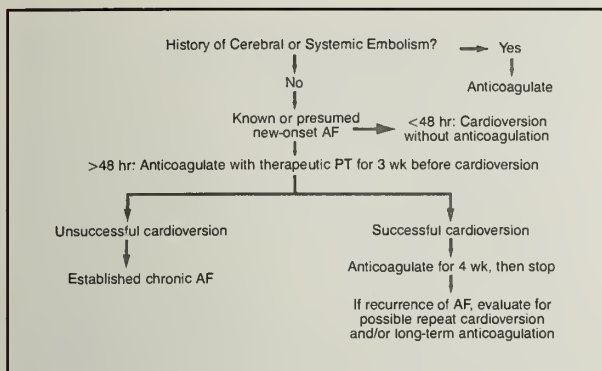 History of Cerebral or Systemic Embolism?
Yes
No
Anticoagulate
Known or presumed
new-onset AF
<48 hr: Cardioversion
without anticoagulation
>48 hr: Anticoagulate with therapeutic PT for 3 wk before cardioversion
Unsuccessful cardioversion
Established chronic AF
Successful cardioversion
Anticoagulate for 4 wk, then stop
If recurrence of AF, evaluate for
possible repeat cardioversion
and/or long-term anticoagulation